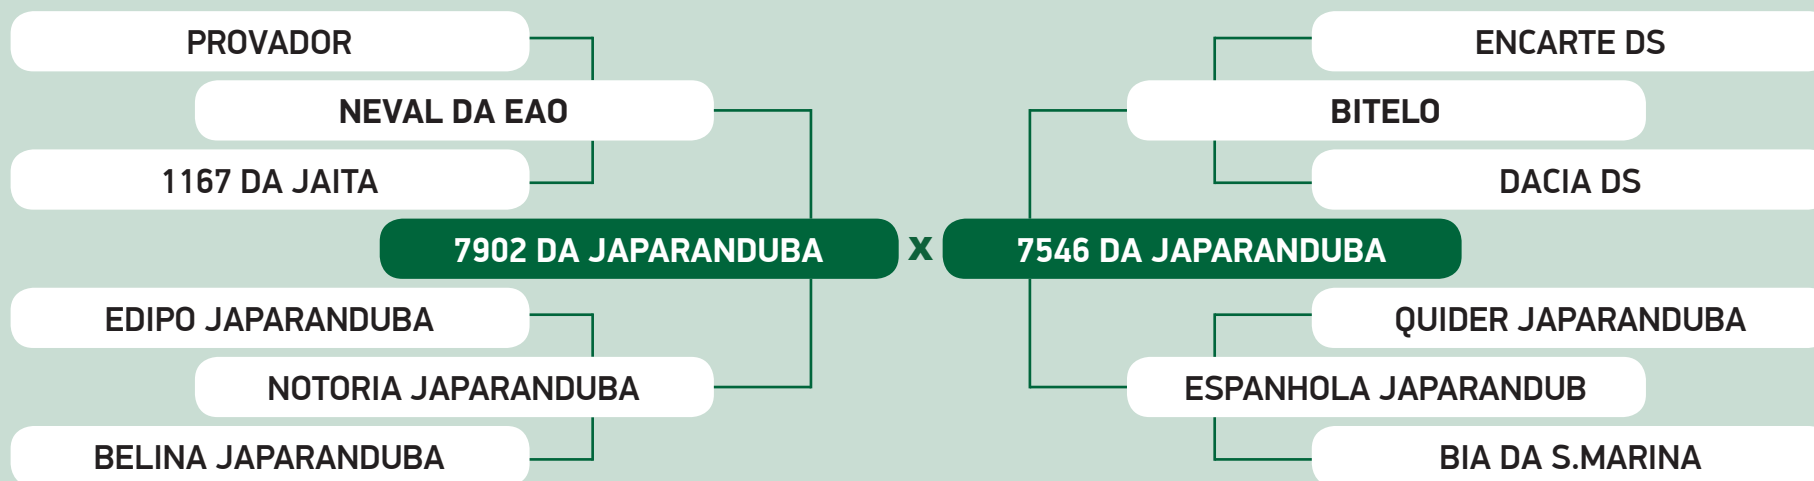 PROVADOR
ENCARTE DS
NEVAL DA EAO
BITELO
1167 DA JAITA
DACIA DS
7902 DA JAPARANDUBA X 7546 DA JAPARANDUBA
EDIPO JAPARANDUBA
QUIDER JAPARANDUBA
NOTORIA JAPARANDUBA
ESPANHOLA JAPARANDUB
BELINA JAPARANDUBA
BIA DA S.MARINA